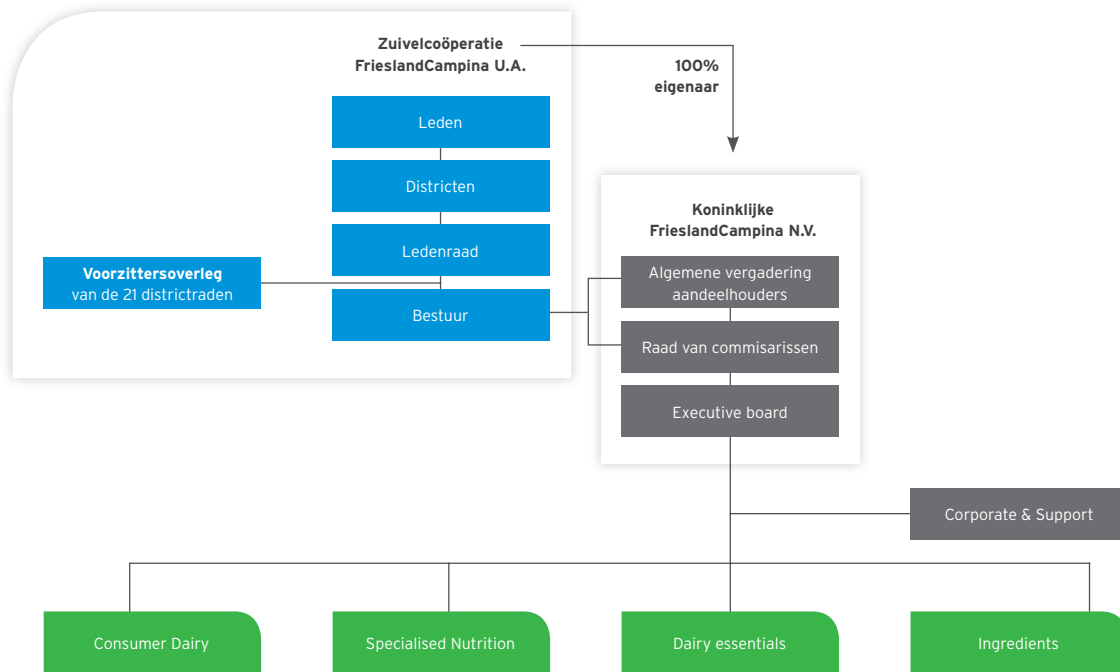 Zuivelcoöperatie
FrieslandCampina U.A.
100%
eigenaar
Leden
Districten
Ledenraad
Voorzittersoverleg
van de 21 districtraden
Bestuur
Koninklijke
FrieslandCampina N.V.
Algemene vergadering
aandeelhouders
Raad van commisarissen
Executive board
Corporate & Support
Consumer Dairy
Specialised Nutrition
Dairy essentials
Ingredients